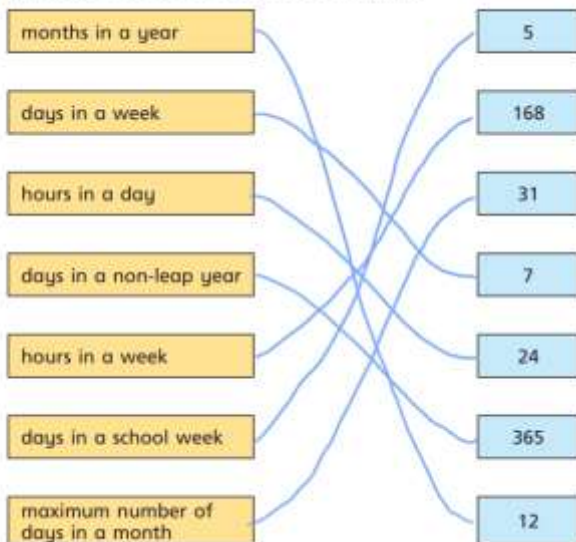 months in a year
5
days in a week
168
hours in a day
31
days in a non-leap year
7
hours in a week
24
days in a school week
365
maximum number of
days in a month
12